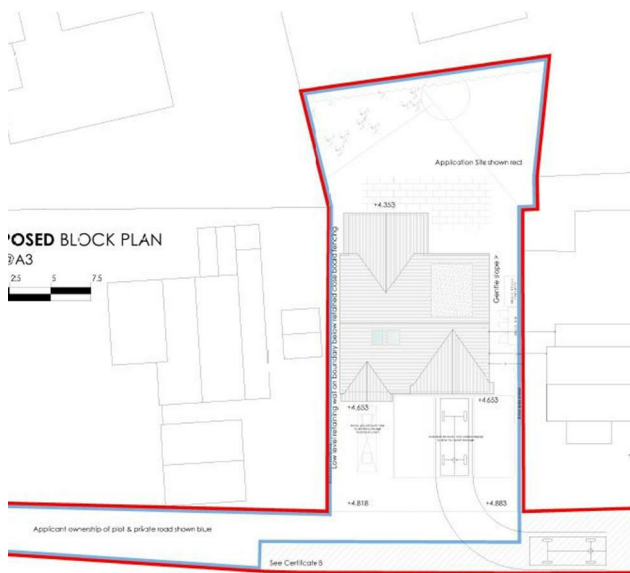 Application Site shown red
+4.353
POSED BLOCK PLAN
@A3
2.5 5 7.5
Low level retaining wall on boundary below retained close board fencing
Gentle slope >
+4.653
+4.653
+4.818
+4.883
Applicant ownership of plot & private road shown blue
See Certificate B